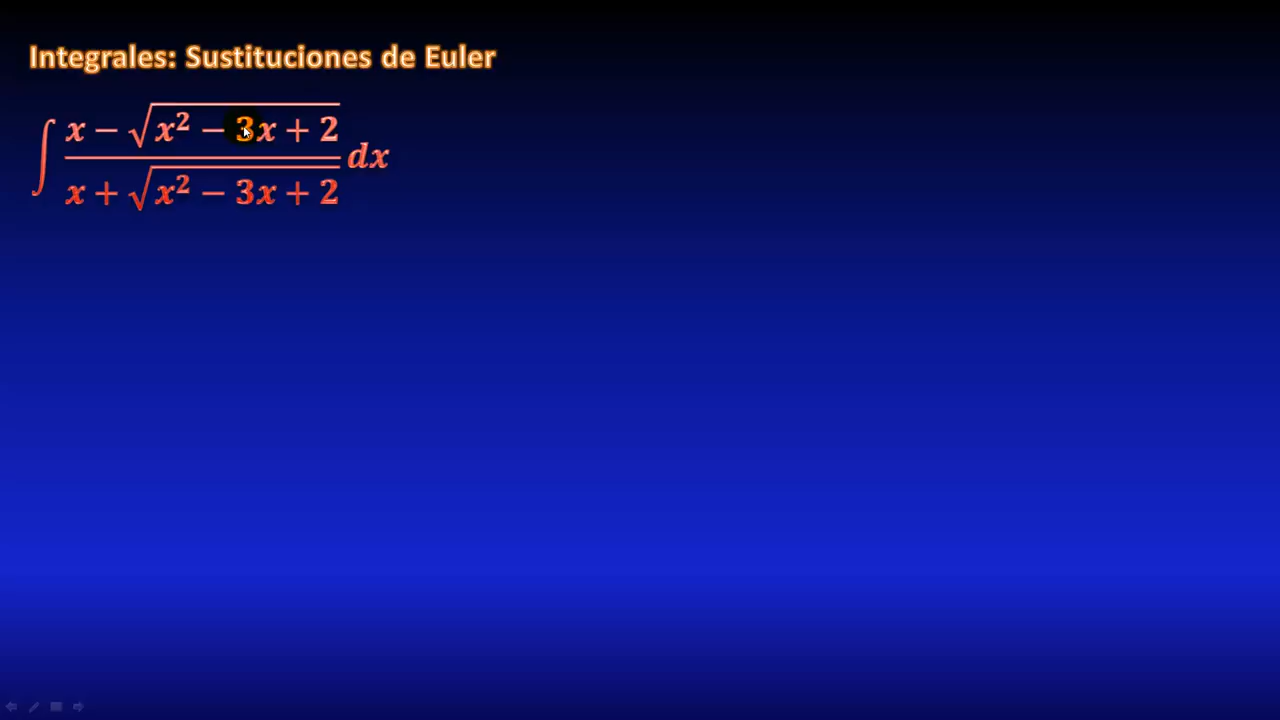 Integrales: Sustituciones de Euler
∫ (x − √(x² − 3x + 2)) / (x + √(x² − 3x + 2)) dx